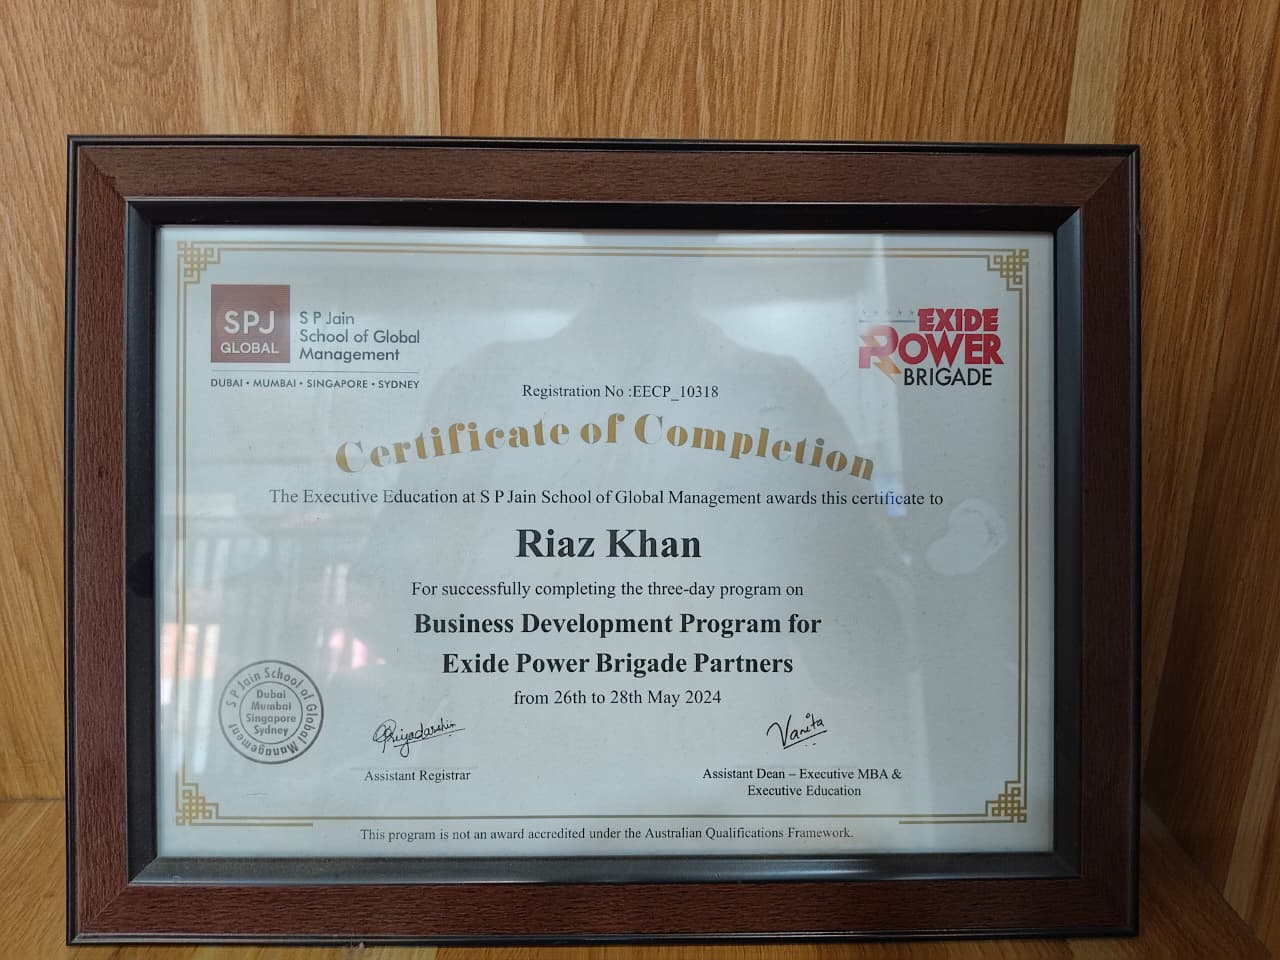 SPJ
GLOBAL
S P Jain
School of Global
Management
DUBAI • MUMBAI • SINGAPORE • SYDNEY
EXIDE
POWER
BRIGADE
Registration No :EECP_10318
Certificate of Completion
The Executive Education at S P Jain School of Global Management awards this certificate to
Riaz Khan
For successfully completing the three-day program on
Business Development Program for
Exide Power Brigade Partners
from 26th to 28th May 2024
S P Jain School of Global Management
Dubai
Mumbai
Singapore
Sydney
Priyadarshin
Assistant Registrar
Vanita
Assistant Dean – Executive MBA &
Executive Education
This program is not an award accredited under the Australian Qualifications Framework.